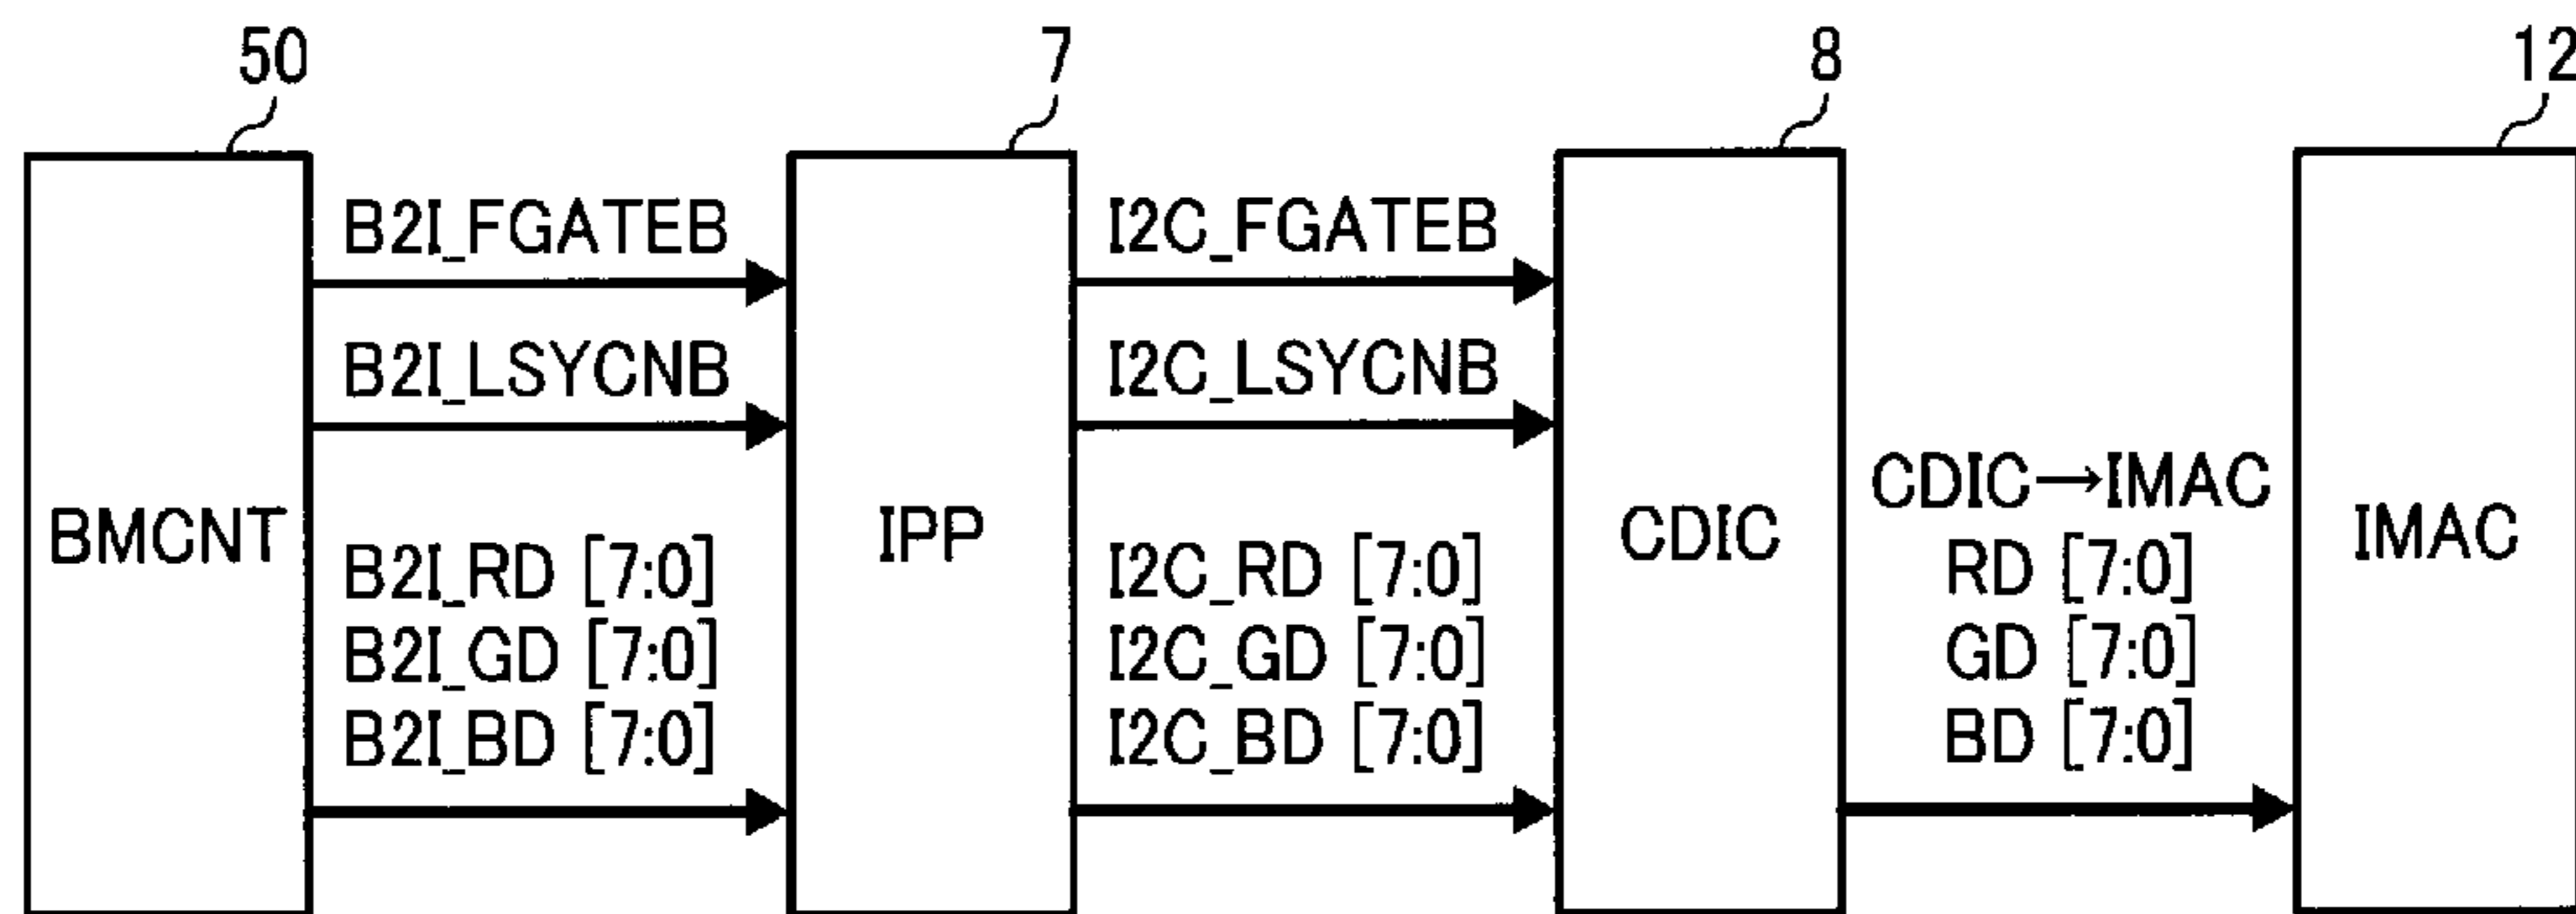 50
7
8
12
BMCNT
B2I_FGATEB
B2I_LSYCNB
B2I_RD [7:0]
B2I_GD [7:0]
B2I_BD [7:0]
IPP
I2C_FGATEB
I2C_LSYCNB
I2C_RD [7:0]
I2C_GD [7:0]
I2C_BD [7:0]
CDIC
CDIC→IMAC
RD [7:0]
GD [7:0]
BD [7:0]
IMAC